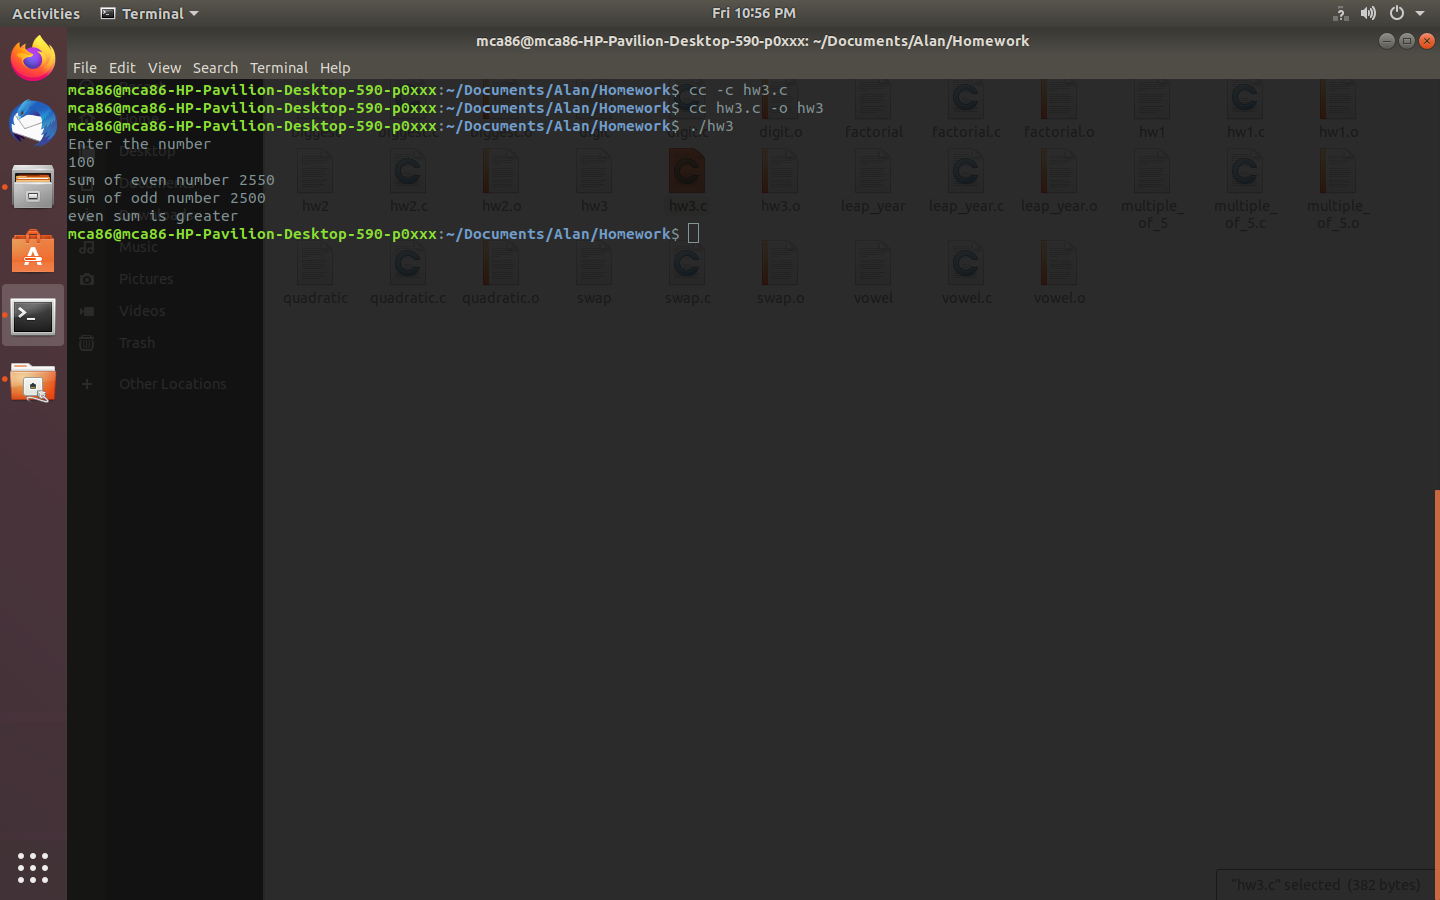 Activities Terminal Fri 10:56 PM
mca86@mca86-HP-Pavilion-Desktop-590-p0xxx: ~/Documents/Alan/Homework
File Edit View Search Terminal Help
mca86@mca86-HP-Pavilion-Desktop-590-p0xxx:~/Documents/Alan/Homework$ cc -c hw3.c
mca86@mca86-HP-Pavilion-Desktop-590-p0xxx:~/Documents/Alan/Homework$ cc hw3.c -o hw3
mca86@mca86-HP-Pavilion-Desktop-590-p0xxx:~/Documents/Alan/Homework$ ./hw3
Enter the number
100
sum of even number 2550
sum of odd number 2500
even sum is greater
mca86@mca86-HP-Pavilion-Desktop-590-p0xxx:~/Documents/Alan/Homework$
Desktop
Music
Pictures
Videos
Trash
Other Locations
digit.o factorial factorial.c factorial.o hw1 hw1.c hw1.o
hw2 hw2.c hw2.o hw3 hw3.c hw3.o leap_year leap_year.c leap_year.o multiple_ multiple_ multiple_
of_5 of_5.c of_5.o
quadratic quadratic.c quadratic.o swap swap.c swap.o vowel vowel.c vowel.o
"hw3.c" selected (382 bytes)